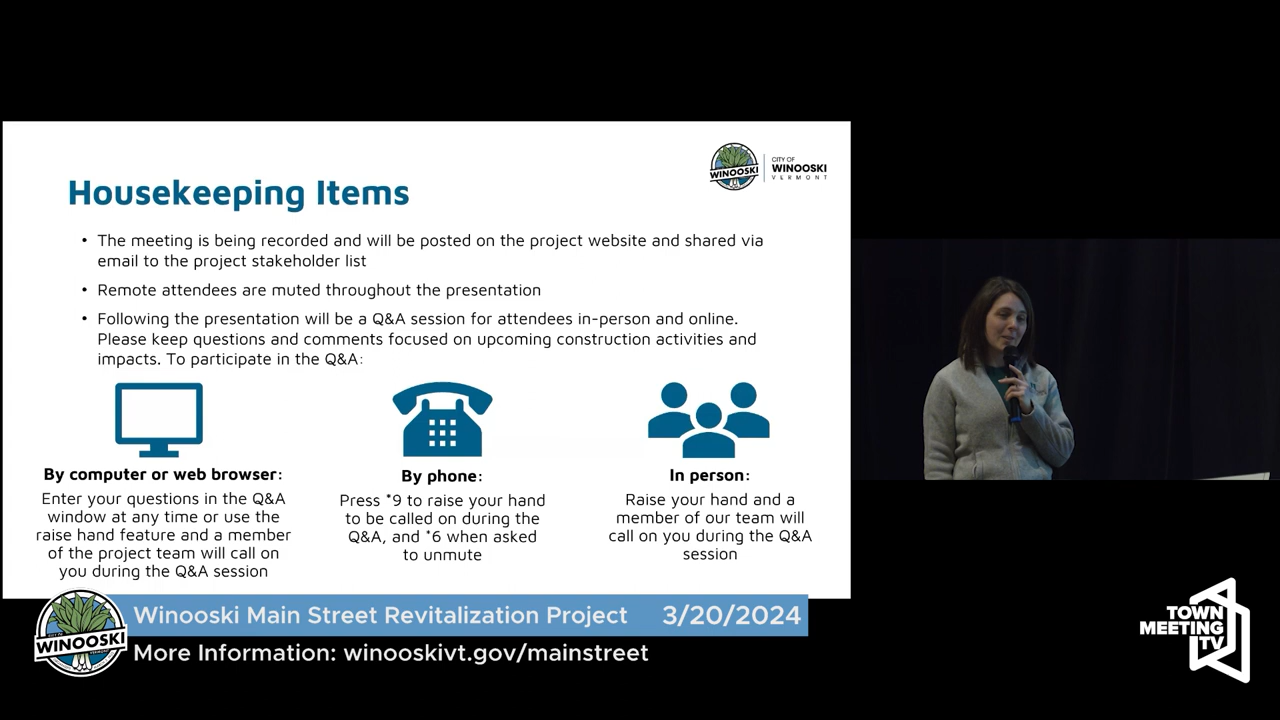 WINOOSKI
CITY OF
WINOOSKI
VERMONT
Housekeeping Items
• The meeting is being recorded and will be posted on the project website and shared via
email to the project stakeholder list
• Remote attendees are muted throughout the presentation
• Following the presentation will be a Q&A session for attendees in-person and online.
Please keep questions and comments focused on upcoming construction activities and
impacts. To participate in the Q&A:
By computer or web browser:
Enter your questions in the Q&A
window at any time or use the
raise hand feature and a member
of the project team will call on
you during the Q&A session
By phone:
Press *9 to raise your hand
to be called on during the
Q&A, and *6 when asked
to unmute
In person:
Raise your hand and a
member of our team will
call on you during the Q&A
session
CITY OF
WINOOSKI
VERMONT
Winooski Main Street Revitalization Project 3/20/2024
More Information: winooskivt.gov/mainstreet
TOWN
MEETING
TV